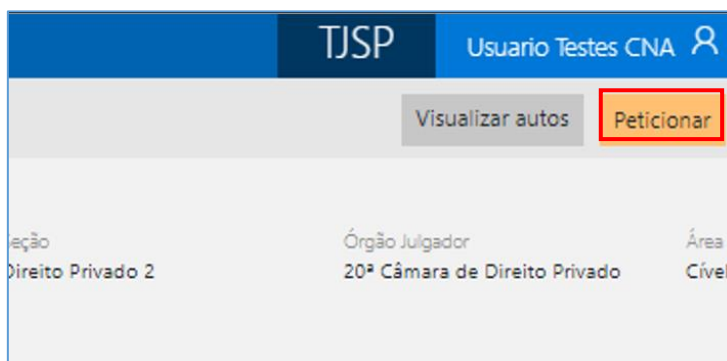 TJSP
Usuario Testes CNA
Visualizar autos
Peticionar
eção
Órgão Julgador
Área
Direito Privado 2
20ª Câmara de Direito Privado
Cível